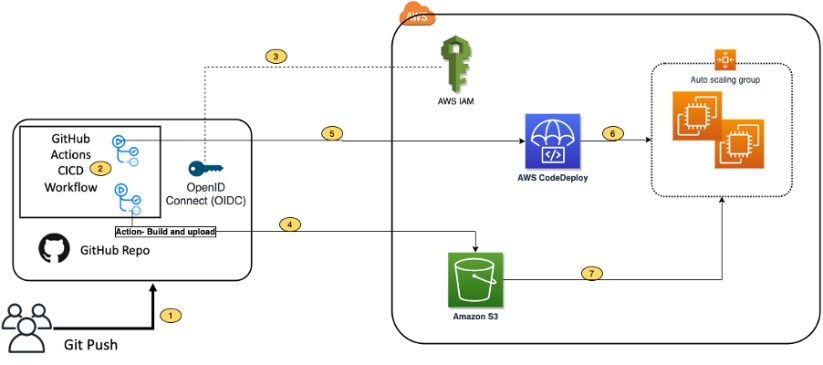 AWS
3
AWS IAM
Auto scaling group
GitHub
Actions
CICD
Workflow
2
OpenID
Connect (OIDC)
5
AWS CodeDeploy
6
Action- Build and upload
4
GitHub Repo
Amazon S3
7
1
Git Push